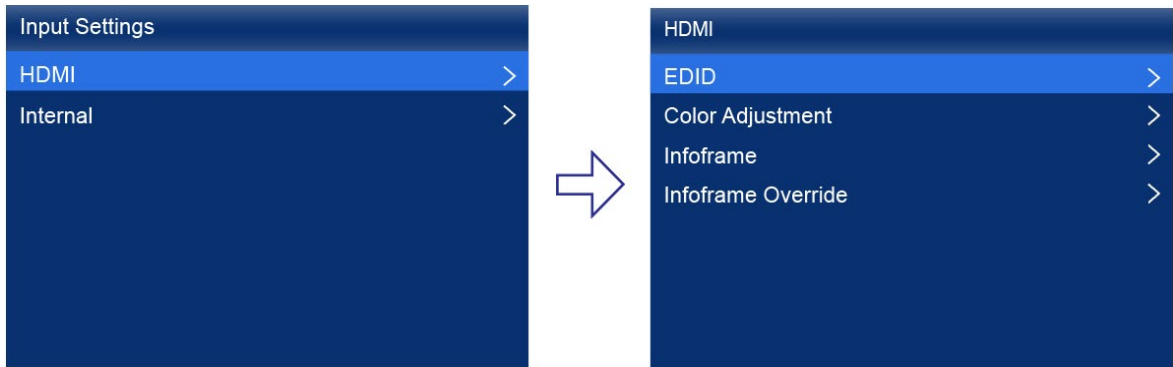 Input Settings
HDMI
Internal
HDMI
EDID
Color Adjustment
Infoframe
Infoframe Override